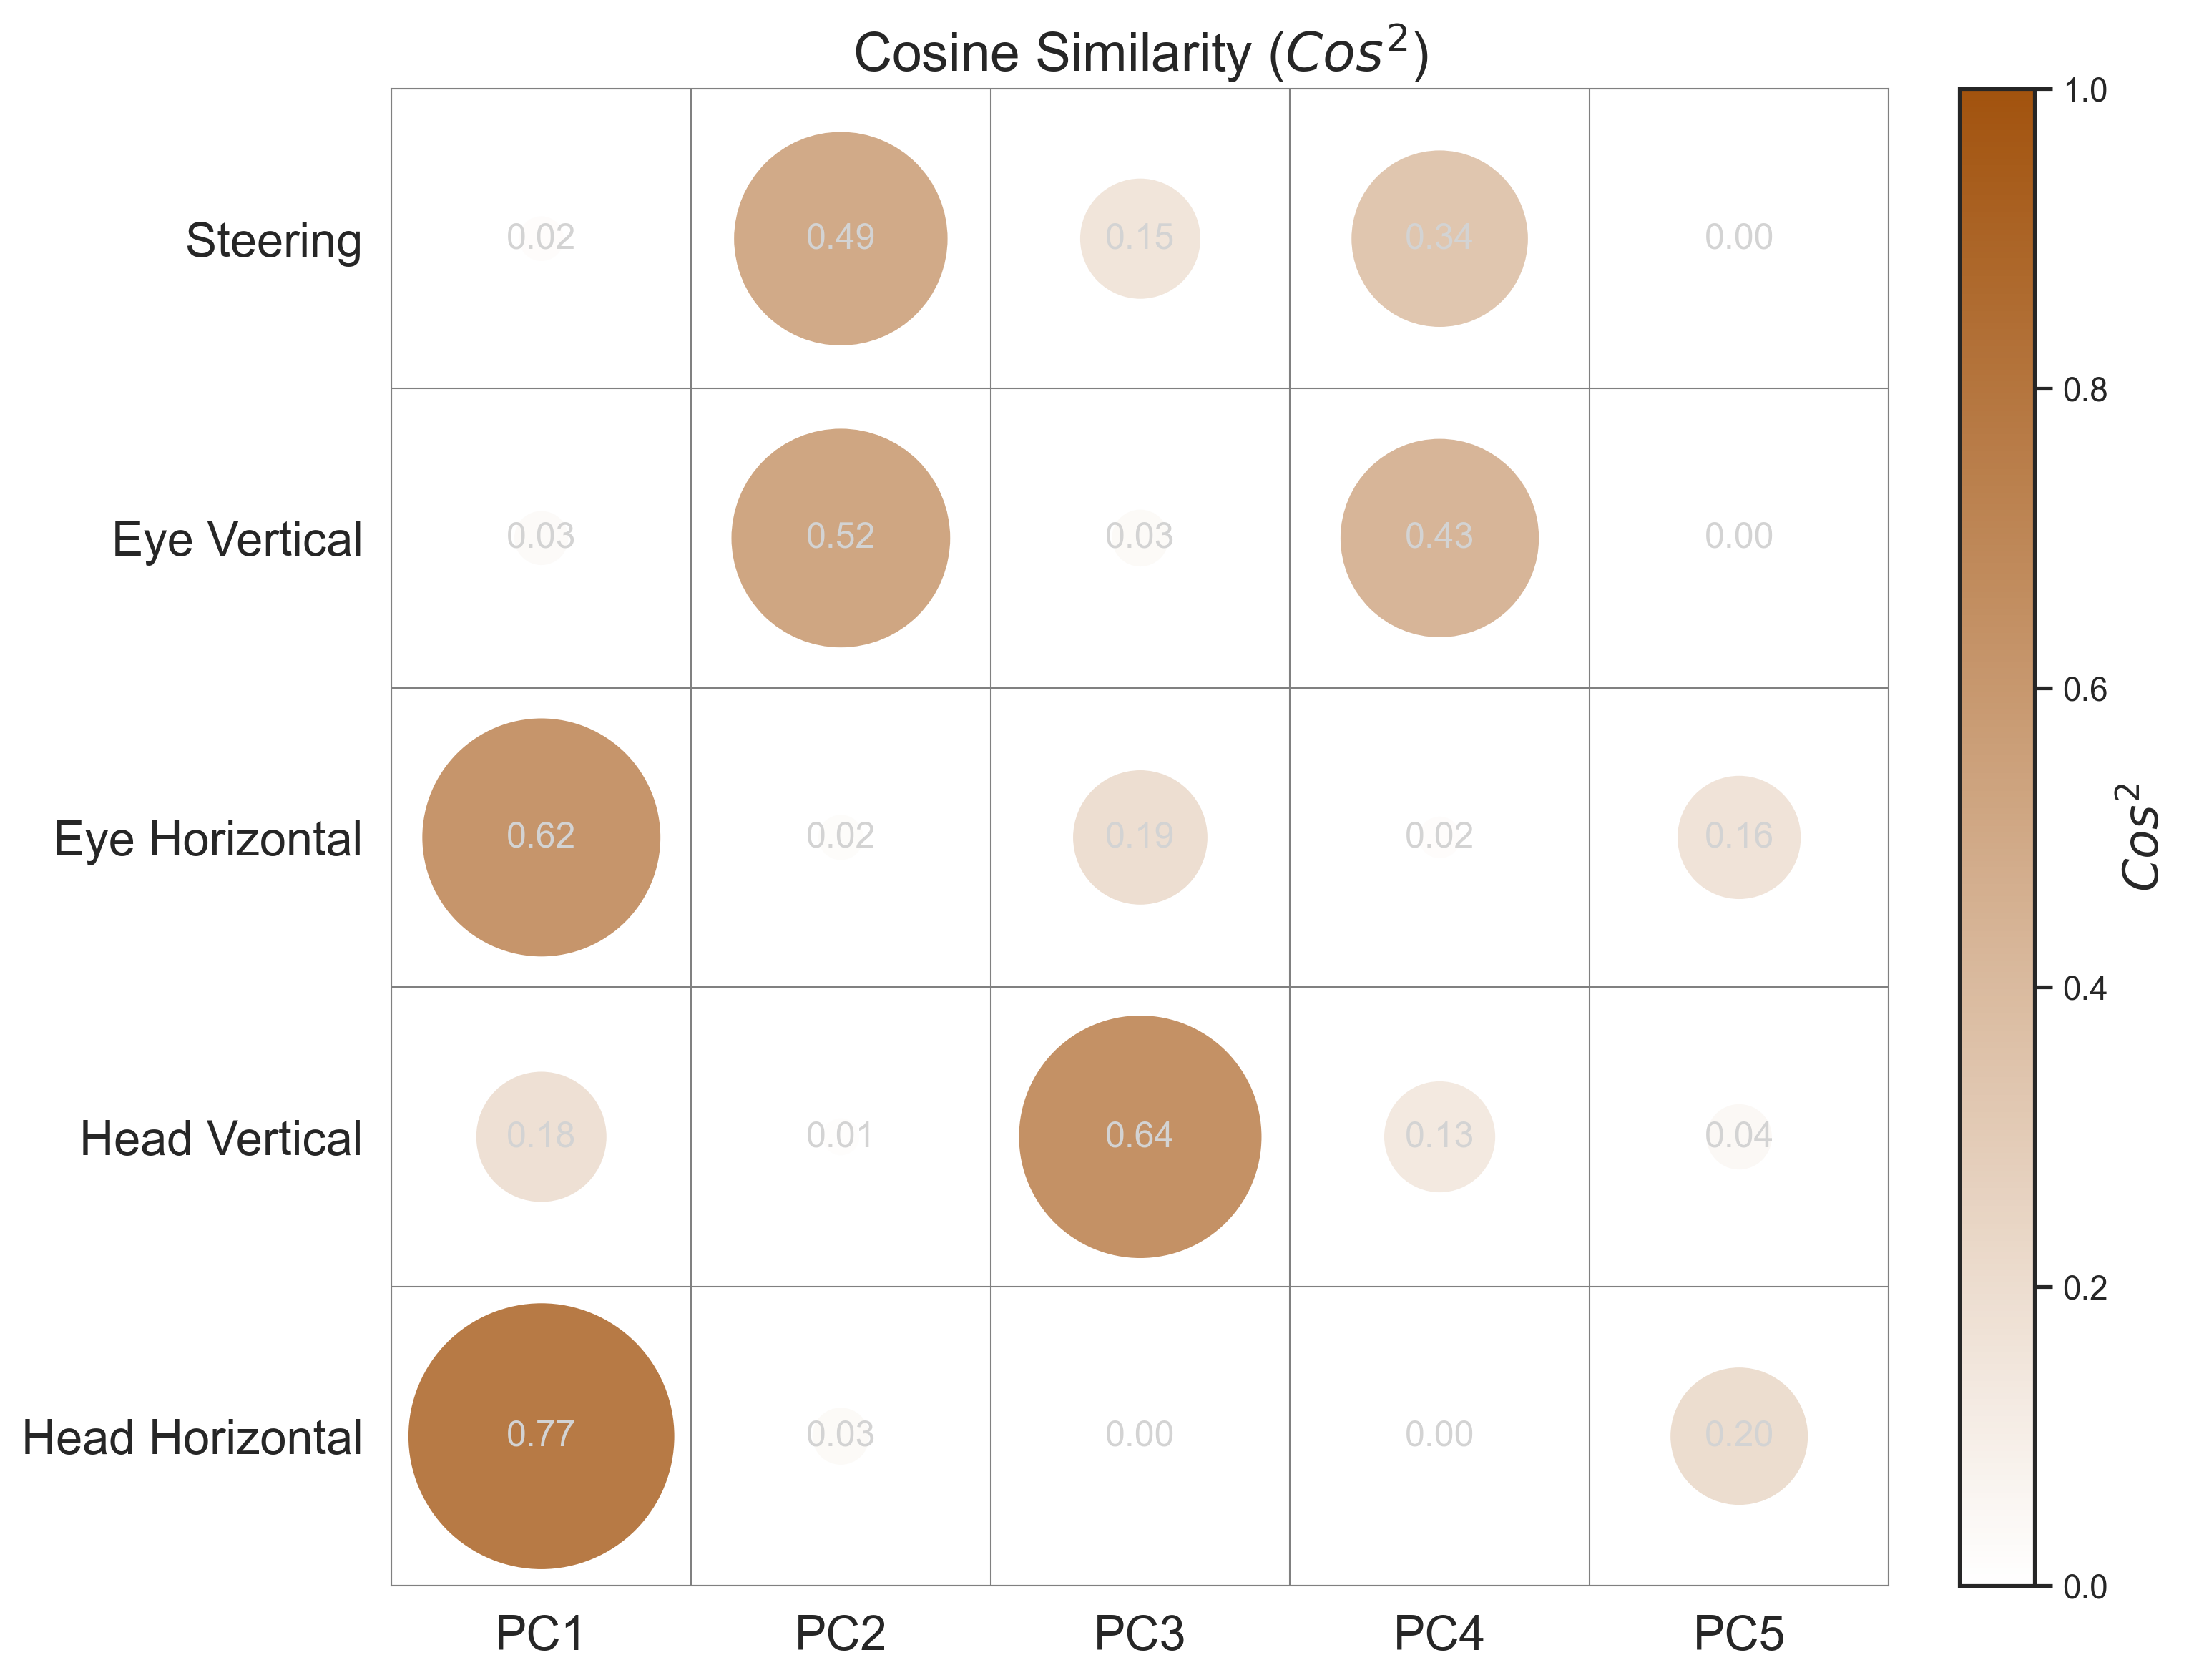 Cosine Similarity (Cos²)
Steering 0.02 0.49 0.15 0.34 0.00
Eye Vertical 0.03 0.52 0.03 0.43 0.00
Eye Horizontal 0.62 0.02 0.19 0.02 0.16
Head Vertical 0.18 0.01 0.64 0.13 0.04
Head Horizontal 0.77 0.03 0.00 0.00 0.20
PC1 PC2 PC3 PC4 PC5
1.0
0.8
0.6
0.4
0.2
0.0
Cos²